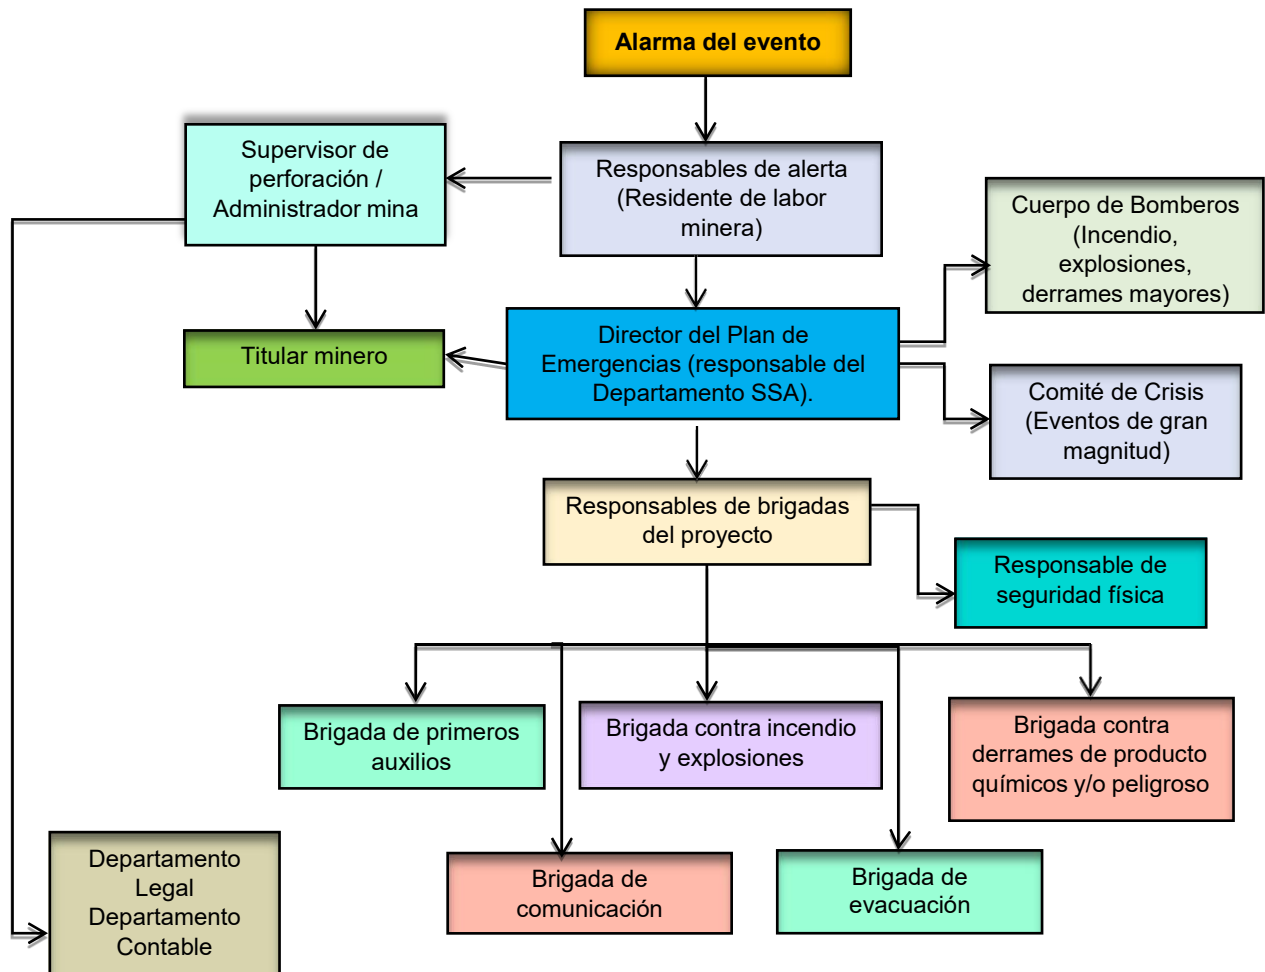 Alarma del evento
Supervisor de
perforación /
Administrador mina
Responsables de alerta
(Residente de labor
minera)
Cuerpo de Bomberos
(Incendio,
explosiones,
derrames mayores)
Titular minero
Director del Plan de
Emergencias (responsable del
Departamento SSA).
Comité de Crisis
(Eventos de gran
magnitud)
Responsables de brigadas
del proyecto
Responsable de
seguridad física
Brigada de primeros
auxilios
Brigada contra incendio
y explosiones
Brigada contra
derrames de producto
químicos y/o peligroso
Departamento
Legal
Departamento
Contable
Brigada de
comunicación
Brigada de
evacuación